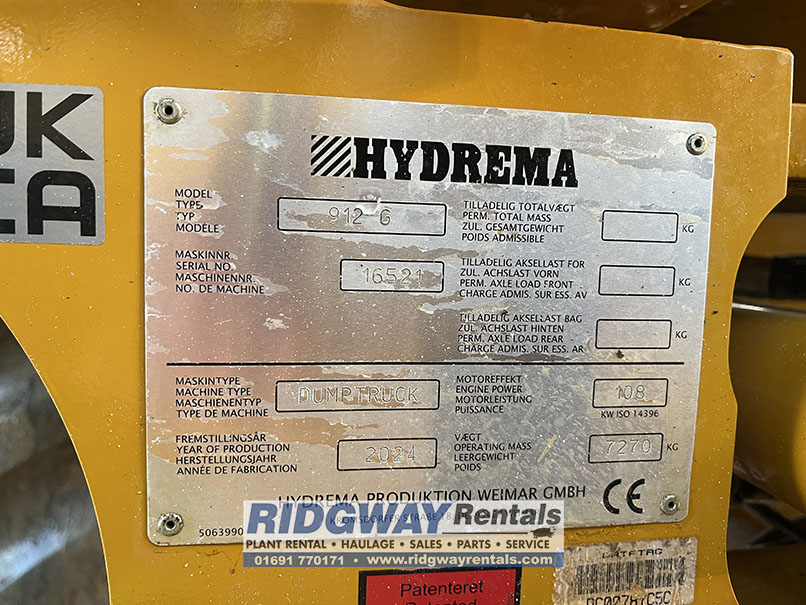 UK
CA
HYDREMA
MODEL
TYPE
TYP
MODÈLE
912 G
MASKINNR.
SERIAL NO.
MASCHINENNR.
NO. DE MACHINE
16521
TILLADELIG TOTALVÆGT
PERM. TOTAL MASS
ZUL. GESAMTGEWICHT
POIDS ADMISSIBLE
KG
TILLADELIG AKSELLAST FOR
ZUL. ACHSLAST VORN
PERM. AXLE LOAD FRONT
CHARGE ADMIS. SUR ESS. AV
KG
TILLADELIG AKSELLAST BAG
ZUL. ACHSLAST HINTEN
PERM. AXLE LOAD REAR
CHARGE ADMIS. SUR ESS. AR
KG
MASKINTYPE
MACHINE TYPE
MASCHIENENTYP
TYPE DE MACHINE
DUMPTRUCK
MOTOREFFEKT
ENGINE POWER
MOTORLEISTUNG
PUISSANCE
108
KW ISO 14396
FREMSTILLINGSÅR
YEAR OF PRODUCTION
HERSTELLUNGSJAHR
ANNÉE DE FABRICATION
2024
VÆGT
OPERATING MASS
LEERGEWICHT
POIDS
7270 KG
HYDREMA PRODUKTION WEIMAR GMBH
KROMSDORFER STRAßE
CE
5063990
RIDGWAY Rentals
PLANT RENTAL • HAULAGE • SALES • PARTS • SERVICE
01691 770171 • www.ridgwayrentals.com
Patenteret